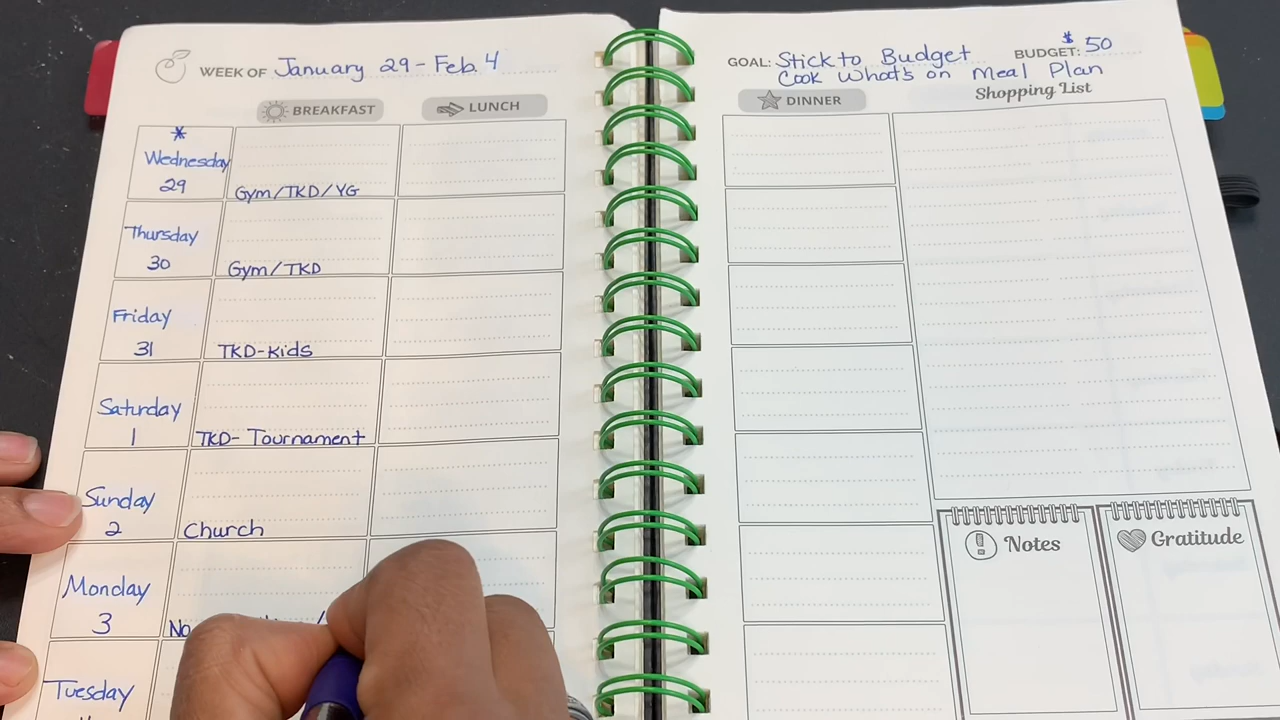 WEEK OF January 29 - Feb. 4
BREAKFAST
LUNCH
* Wednesday
29
Gym/TKD/YG
Thursday
30
Gym/TKD
Friday
31
TKD-Kids
Saturday
1
TKD- Tournament
Sunday
2
Church
Monday
3
No
Tuesday
GOAL: Stick to Budget
Cook What's on Meal Plan
BUDGET: $50
DINNER
Shopping List
Notes
Gratitude